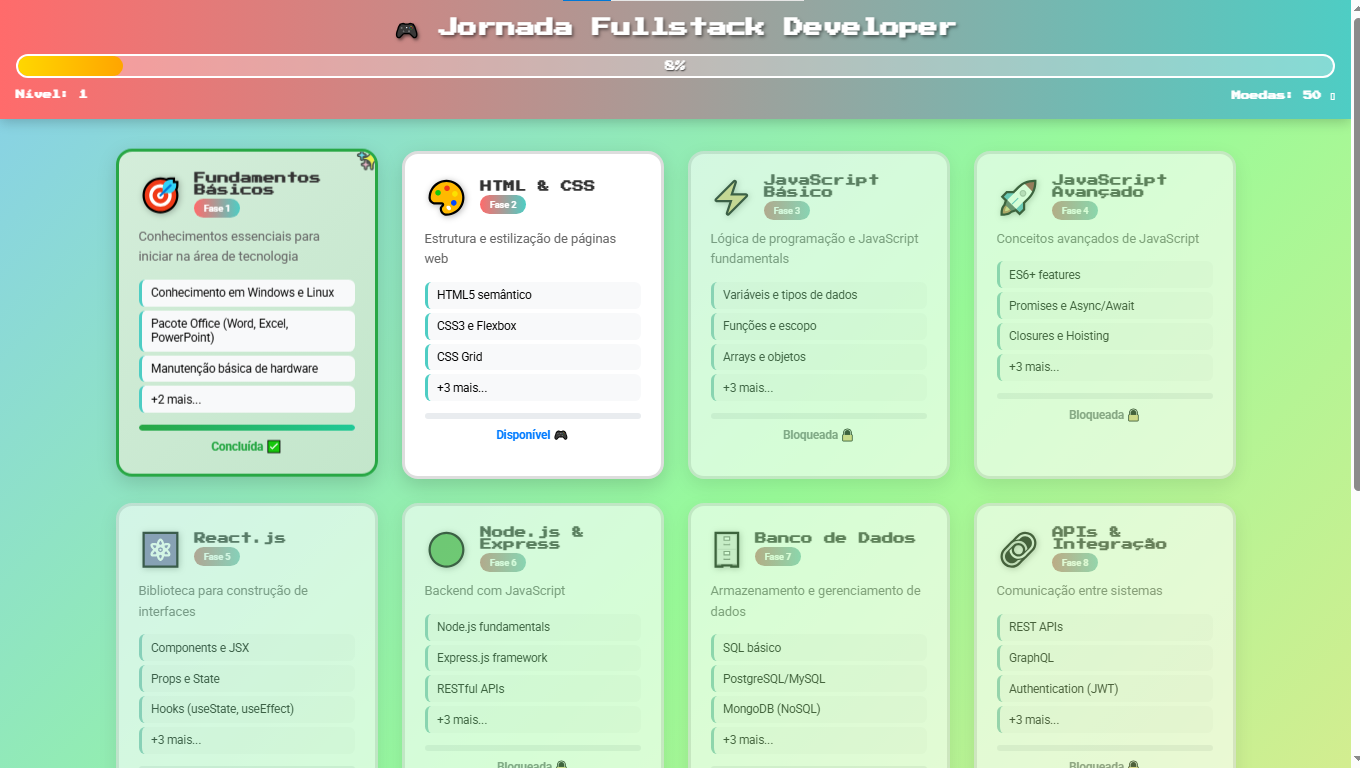 Jornada Fullstack Developer
8%
Nível: 1
Moedas: 50
Fundamentos
Básicos
Fase 1
Conhecimentos essenciais para
iniciar na área de tecnologia
Conhecimento em Windows e Linux
Pacote Office (Word, Excel,
PowerPoint)
Manutenção básica de hardware
+2 mais...
Concluída
HTML & CSS
Fase 2
Estrutura e estilização de páginas
web
HTML5 semântico
CSS3 e Flexbox
CSS Grid
+3 mais...
Disponível
JavaScript
Básico
Fase 3
Lógica de programação e JavaScript
fundamentals
Variáveis e tipos de dados
Funções e escopo
Arrays e objetos
+3 mais...
Bloqueada
JavaScript
Avançado
Fase 4
Conceitos avançados de JavaScript
ES6+ features
Promises e Async/Await
Closures e Hoisting
+3 mais...
Bloqueada
React.js
Fase 5
Biblioteca para construção de
interfaces
Components e JSX
Props e State
Hooks (useState, useEffect)
+3 mais...
Node.js &
Express
Fase 6
Backend com JavaScript
Node.js fundamentals
Express.js framework
RESTful APIs
+3 mais...
Bloqueada
Banco de Dados
Fase 7
Armazenamento e gerenciamento de
dados
SQL básico
PostgreSQL/MySQL
MongoDB (NoSQL)
+3 mais...
APIs &
Integração
Fase 8
Comunicação entre sistemas
REST APIs
GraphQL
Authentication (JWT)
+3 mais...
Bloqueada